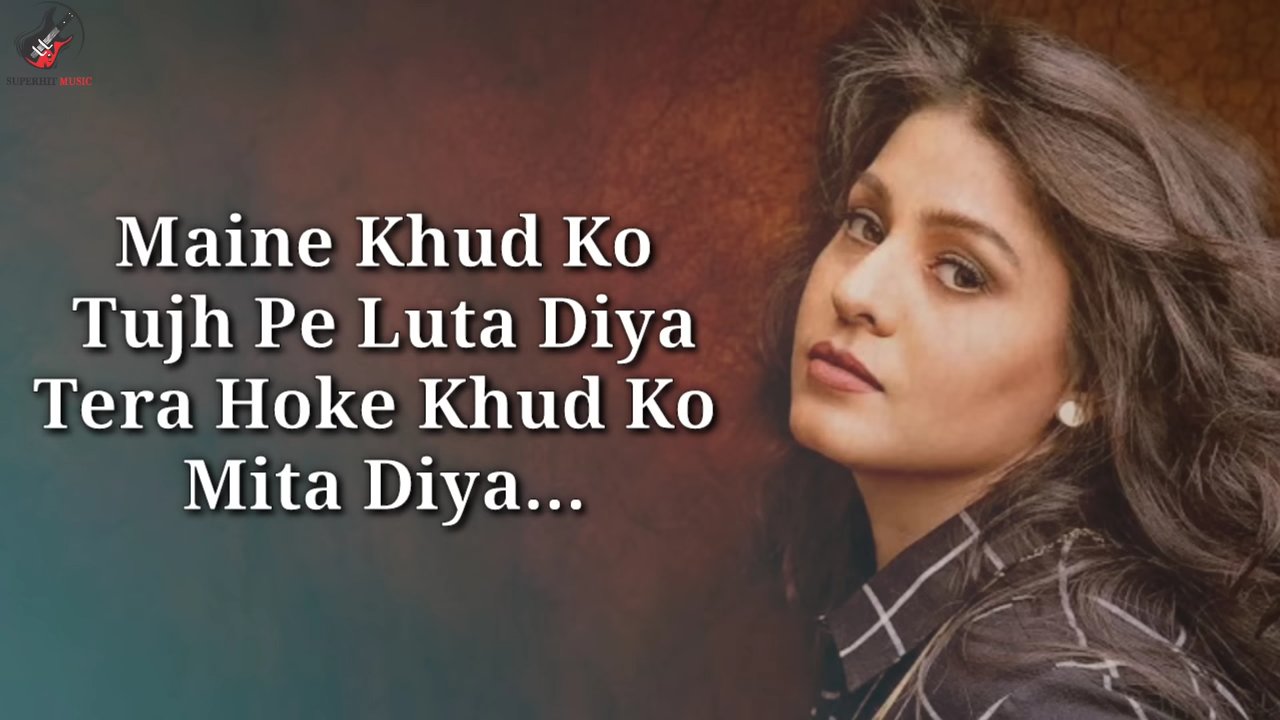 SUPERHIT MUSIC
Maine Khud Ko
Tujh Pe Luta Diya
Tera Hoke Khud Ko
Mita Diya...